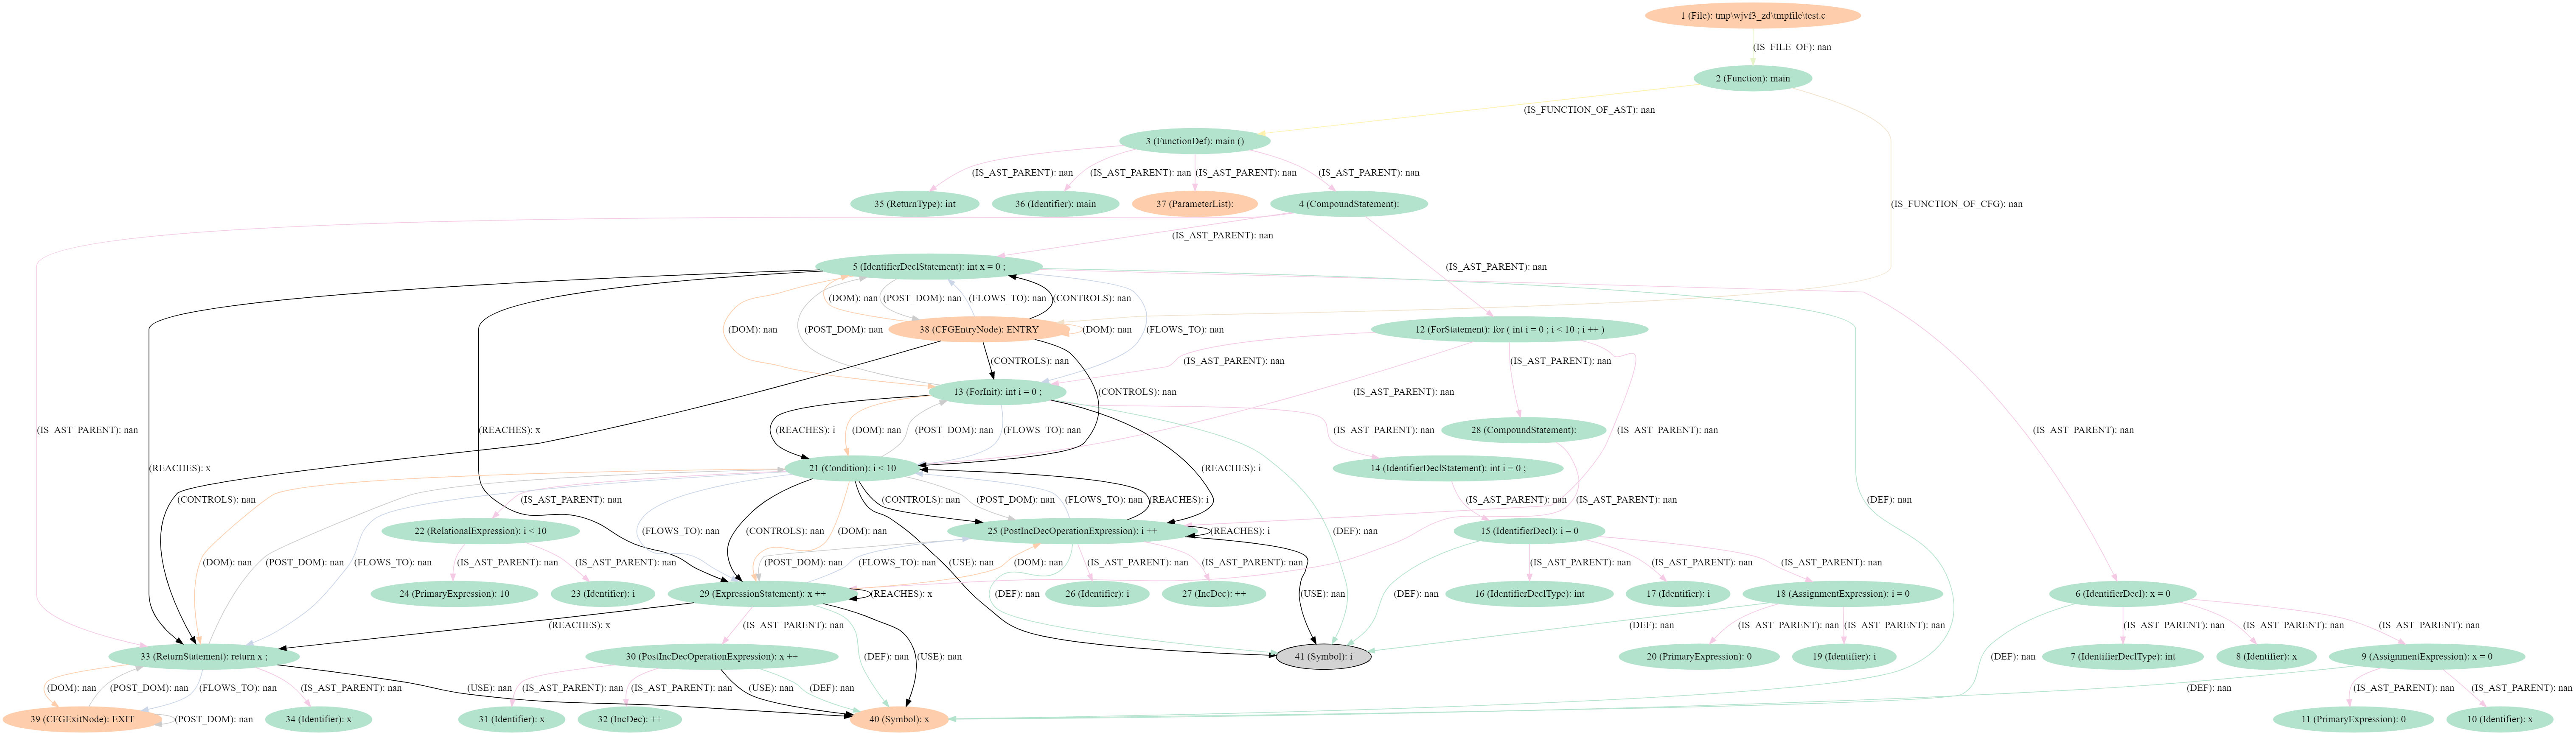 1 (File): tmp\wjvf3_zd\tmpfile\test.c
(IS_FILE_OF): nan
2 (Function): main
(IS_FUNCTION_OF_AST): nan
3 (FunctionDef): main ()
(IS_AST_PARENT): nan
(IS_AST_PARENT): nan
(IS_AST_PARENT): nan
(IS_AST_PARENT): nan
35 (ReturnType): int
36 (Identifier): main
37 (ParameterList):
4 (CompoundStatement):
(IS_FUNCTION_OF_CFG): nan
(IS_AST_PARENT): nan
5 (IdentifierDeclStatement): int x = 0 ;
(IS_AST_PARENT): nan
(DOM): nan
(POST_DOM): nan
(FLOWS_TO): nan
(CONTROLS): nan
(DOM): nan
(POST_DOM): nan
38 (CFGEntryNode): ENTRY
(DOM): nan
(FLOWS_TO): nan
12 (ForStatement): for ( int i = 0 ; i < 10 ; i ++ )
(CONTROLS): nan
(IS_AST_PARENT): nan
(IS_AST_PARENT): nan
13 (ForInit): int i = 0 ;
(CONTROLS): nan
(IS_AST_PARENT): nan
(IS_AST_PARENT): nan
(REACHES): x
(REACHES): i
(DOM): nan
(POST_DOM): nan
(FLOWS_TO): nan
(IS_AST_PARENT): nan
28 (CompoundStatement):
(IS_AST_PARENT): nan
(IS_AST_PARENT): nan
(REACHES): x
21 (Condition): i < 10
(REACHES): i
14 (IdentifierDeclStatement): int i = 0 ;
(CONTROLS): nan
(IS_AST_PARENT): nan
(CONTROLS): nan
(POST_DOM): nan
(FLOWS_TO): nan
(REACHES): i
(IS_AST_PARENT): nan
(IS_AST_PARENT): nan
(DEF): nan
22 (RelationalExpression): i < 10
(FLOWS_TO): nan
(CONTROLS): nan
(DOM): nan
25 (PostIncDecOperationExpression): i ++
(REACHES): i
(DEF): nan
15 (IdentifierDecl): i = 0
(DOM): nan
(POST_DOM): nan
(FLOWS_TO): nan
(IS_AST_PARENT): nan
(IS_AST_PARENT): nan
(USE): nan
(POST_DOM): nan
(FLOWS_TO): nan
(DOM): nan
(IS_AST_PARENT): nan
(IS_AST_PARENT): nan
(IS_AST_PARENT): nan
(IS_AST_PARENT): nan
(IS_AST_PARENT): nan
24 (PrimaryExpression): 10
23 (Identifier): i
29 (ExpressionStatement): x ++
(REACHES): x
(DEF): nan
26 (Identifier): i
27 (IncDec): ++
(USE): nan
(DEF): nan
16 (IdentifierDeclType): int
17 (Identifier): i
18 (AssignmentExpression): i = 0
6 (IdentifierDecl): x = 0
(REACHES): x
(IS_AST_PARENT): nan
(DEF): nan
(IS_AST_PARENT): nan
(IS_AST_PARENT): nan
(IS_AST_PARENT): nan
(IS_AST_PARENT): nan
(IS_AST_PARENT): nan
33 (ReturnStatement): return x ;
30 (PostIncDecOperationExpression): x ++
(DEF): nan
(USE): nan
41 (Symbol): i
20 (PrimaryExpression): 0
19 (Identifier): i
(DEF): nan
7 (IdentifierDeclType): int
8 (Identifier): x
9 (AssignmentExpression): x = 0
(DOM): nan
(POST_DOM): nan
(FLOWS_TO): nan
(IS_AST_PARENT): nan
(USE): nan
(IS_AST_PARENT): nan
(IS_AST_PARENT): nan
(USE): nan
(DEF): nan
(DEF): nan
(IS_AST_PARENT): nan
(IS_AST_PARENT): nan
39 (CFGExitNode): EXIT
(POST_DOM): nan
34 (Identifier): x
31 (Identifier): x
32 (IncDec): ++
40 (Symbol): x
11 (PrimaryExpression): 0
10 (Identifier): x